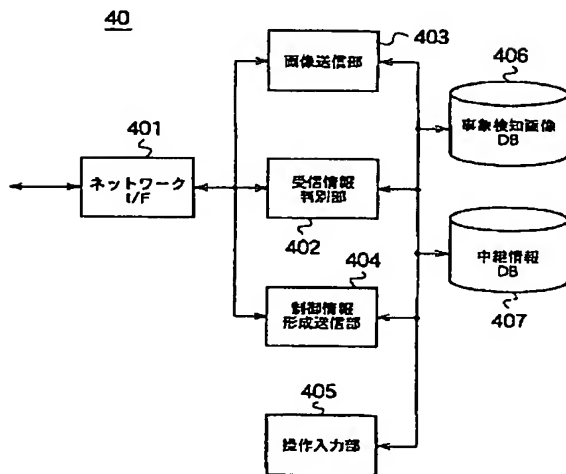 40
403
画像送信部
406
事象検知画像
DB
401
ネットワーク
I/F
受信情報
判別部
402
中継情報
DB
407
404
制御情報
形成送信部
405
操作入力部